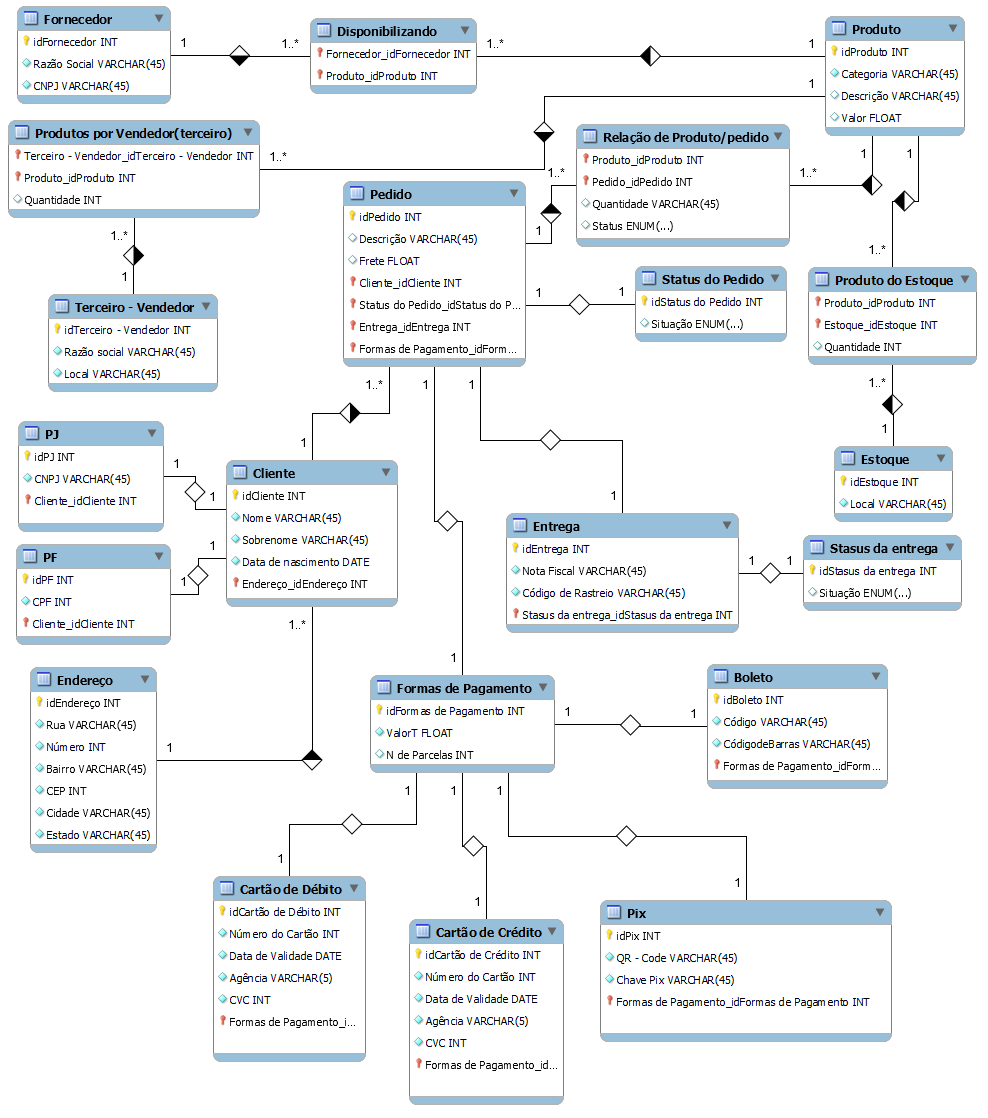 Fornecedor
idFornecedor INT
Razão Social VARCHAR(45)
CNPJ VARCHAR(45)
1
1..*
Disponibilizando
Fornecedor_idFornecedor INT
Produto_idProduto INT
1..*
1
Produto
idProduto INT
Categoria VARCHAR(45)
Descrição VARCHAR(45)
Valor FLOAT
1
1
1
Produtos por Vendedor(terceiro)
Terceiro - Vendedor_idTerceiro - Vendedor INT
Produto_idProduto INT
Quantidade INT
1..*
1..*
1
Relação de Produto/pedido
Produto_idProduto INT
Pedido_idPedido INT
Quantidade VARCHAR(45)
Status ENUM(...)
1..*
1..*
1
Pedido
idPedido INT
Descrição VARCHAR(45)
Frete FLOAT
Cliente_idCliente INT
Status do Pedido_idStatus do P...
Entrega_idEntrega INT
Formas de Pagamento_idForm...
1
1
Status do Pedido
idStatus do Pedido INT
Situação ENUM(...)
1..*
Produto do Estoque
Produto_idProduto INT
Estoque_idEstoque INT
Quantidade INT
1..*
1
Terceiro - Vendedor
idTerceiro - Vendedor INT
Razão social VARCHAR(45)
Local VARCHAR(45)
1..*
1
1
1
PJ
idPJ INT
CNPJ VARCHAR(45)
Cliente_idCliente INT
1
1
Cliente
idCliente INT
Nome VARCHAR(45)
Sobrenome VARCHAR(45)
Data de nascimento DATE
Endereço_idEndereço INT
1..*
Estoque
idEstoque INT
Local VARCHAR(45)
PF
idPF INT
CPF INT
Cliente_idCliente INT
1
1
1
Entrega
idEntrega INT
Nota Fiscal VARCHAR(45)
Código de Rastreio VARCHAR(45)
Stasus da entrega_idStasus da entrega INT
1
1
Stasus da entrega
idStasus da entrega INT
Situação ENUM(...)
Endereço
idEndereço INT
Rua VARCHAR(45)
Número INT
Bairro VARCHAR(45)
CEP INT
Cidade VARCHAR(45)
Estado VARCHAR(45)
1
1
Formas de Pagamento
idFormas de Pagamento INT
ValorT FLOAT
N de Parcelas INT
1
1
1
1
1
Boleto
idBoleto INT
Código VARCHAR(45)
CódigodeBarras VARCHAR(45)
Formas de Pagamento_idForm...
1
Cartão de Débito
idCartão de Débito INT
Número do Cartão INT
Data de Validade DATE
Agência VARCHAR(5)
CVC INT
Formas de Pagamento_i...
1
Cartão de Crédito
idCartão de Crédito INT
Número do Cartão INT
Data de Validade DATE
Agência VARCHAR(5)
CVC INT
Formas de Pagamento_id...
1
Pix
idPix INT
QR - Code VARCHAR(45)
Chave Pix VARCHAR(45)
Formas de Pagamento_idFormas de Pagamento INT